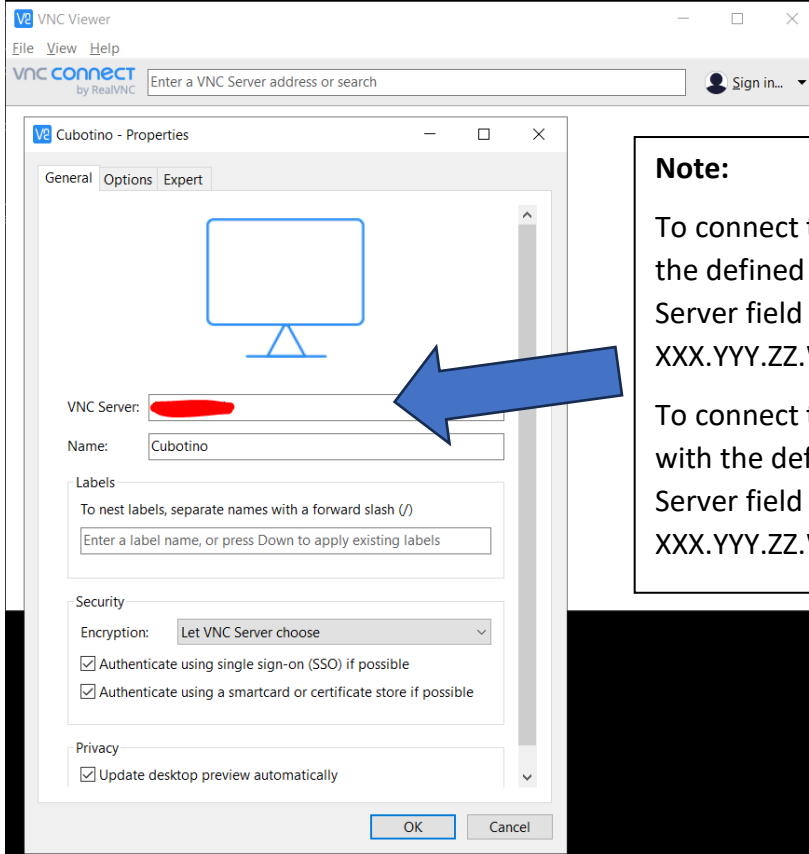 VNC Viewer
File View Help
vnc connect
by RealVNC
Enter a VNC Server address or search
Sign in...
Cubotino - Properties
General Options Expert
VNC Server:
Name: Cubotino
Labels
To nest labels, separate names with a forward slash (/)
Enter a label name, or press Down to apply existing labels
Security
Encryption: Let VNC Server choose
Authenticate using single sign-on (SSO) if possible
Authenticate using a smartcard or certificate store if possible
Privacy
Update desktop preview automatically
OK Cancel
Note:
To connect
the defined
Server field
XXX.YYY.ZZ.
To connect
with the
Server field
XXX.YYY.ZZ.